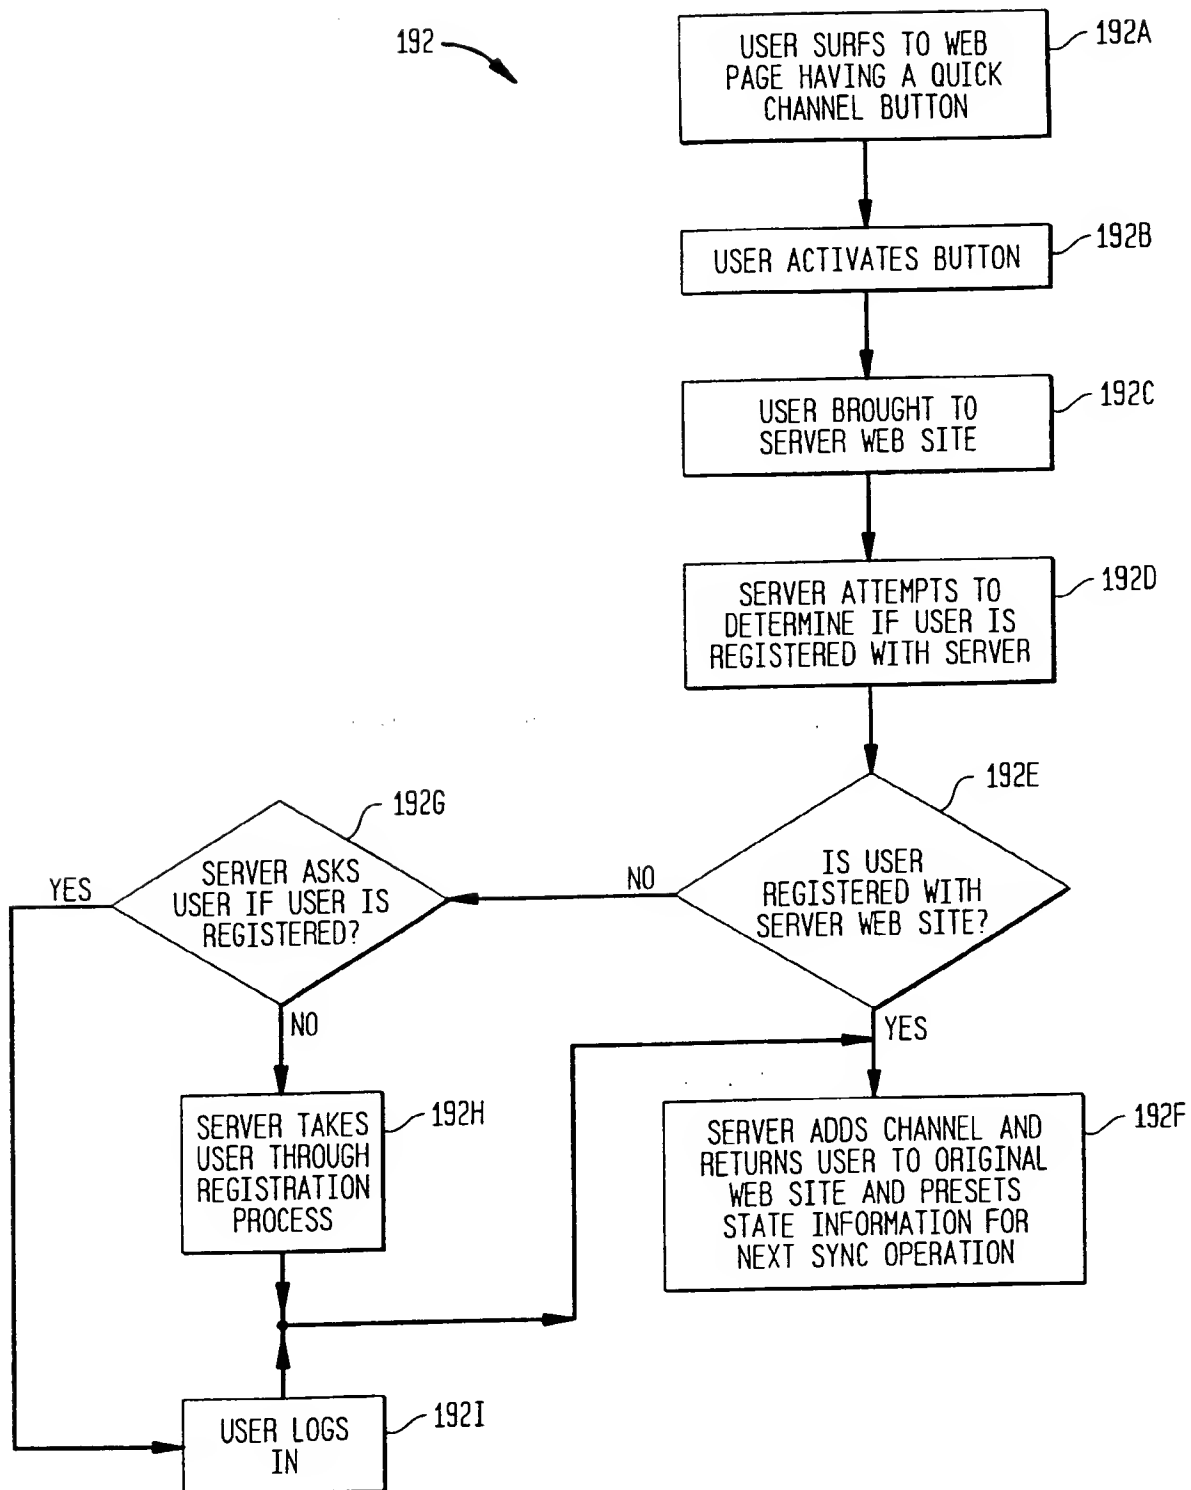 192
USER SURFS TO WEB
PAGE HAVING A QUICK
CHANNEL BUTTON
192A
USER ACTIVATES BUTTON
192B
USER BROUGHT TO
SERVER WEB SITE
192C
SERVER ATTEMPTS TO
DETERMINE IF USER IS
REGISTERED WITH SERVER
192D
IS USER
REGISTERED WITH
SERVER WEB SITE?
192E
NO
YES
SERVER ASKS
USER IF USER IS
REGISTERED?
192G
YES
NO
SERVER TAKES
USER THROUGH
REGISTRATION
PROCESS
192H
SERVER ADDS CHANNEL AND
RETURNS USER TO ORIGINAL
WEB SITE AND PRESETS
STATE INFORMATION FOR
NEXT SYNC OPERATION
192F
USER LOGS
IN
192I